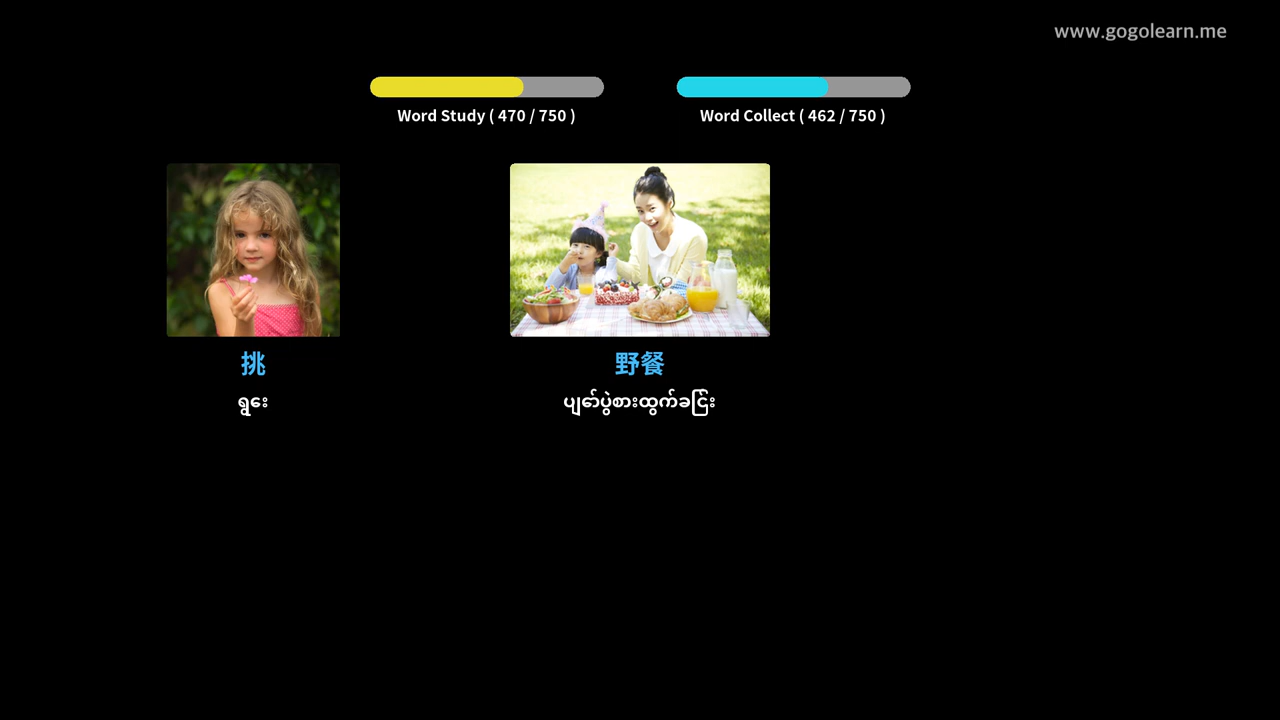 www.gogolearn.me
Word Study ( 470 / 750 )
Word Collect ( 462 / 750 )
挑
野餐
ရွေး
ပျော်ပွဲစားထွက်ခြင်း